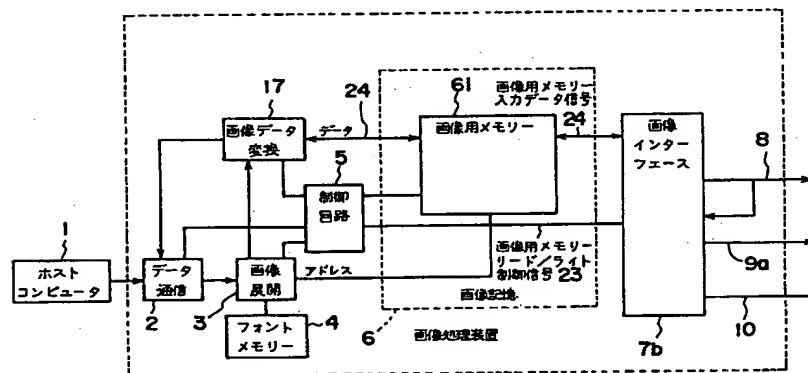 17
画像データ
変換
24
データ
5
制御
回路
61
画像用メモリー
画像用メモリー
入力データ信号
24
画像
インター
フェース
8
9a
10
7b
1
ホスト
コンピュータ
データ
通信
2
画像
展開
3
アドレス
フォント
メモリー
4
画像用メモリー
リード/ライト
制御信号 23
画像記憶
6
画像処理装置